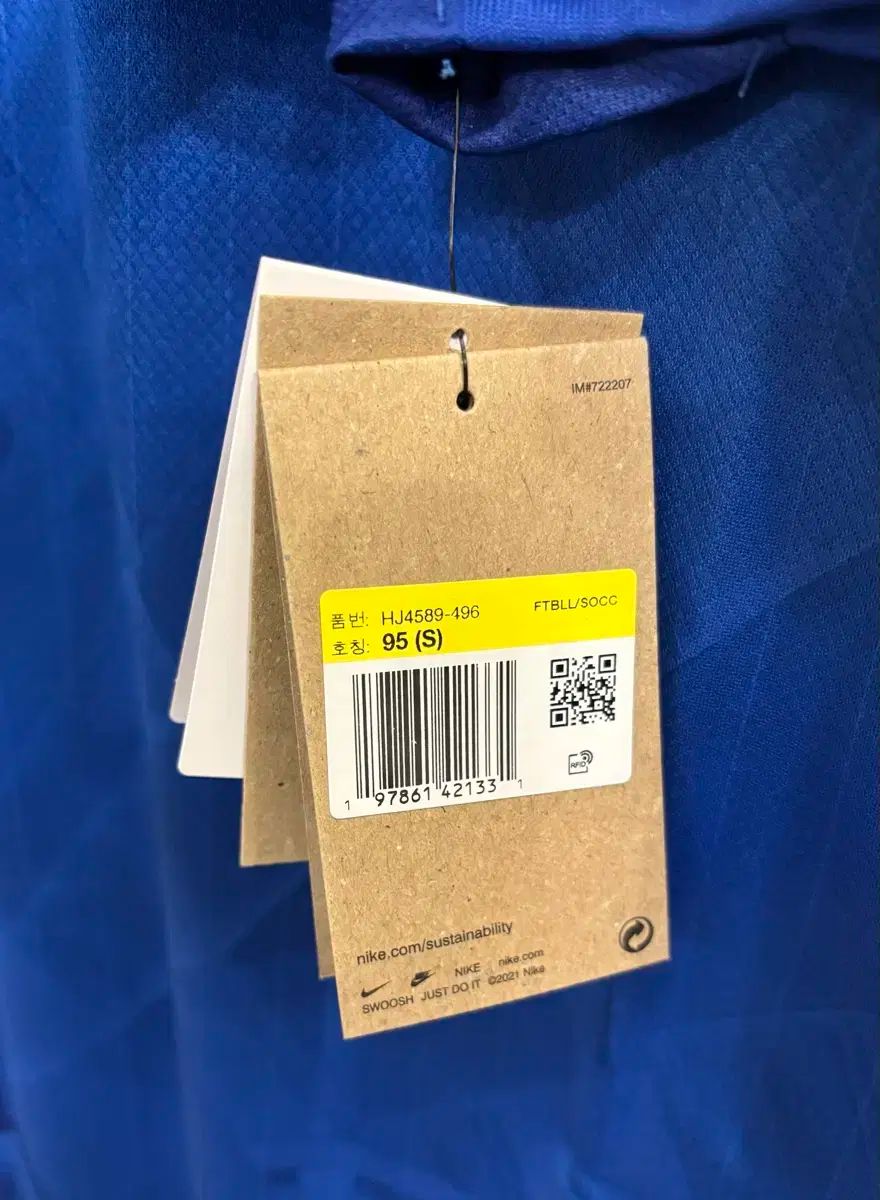 IM#722207
품번: HJ4589-496 FTBLL/SOCC
호칭: 95 (S)
RFID
1 97861 42133 1
nike.com/sustainability
NIKE nike.com
SWOOSH JUST DO IT ©2021 Nike